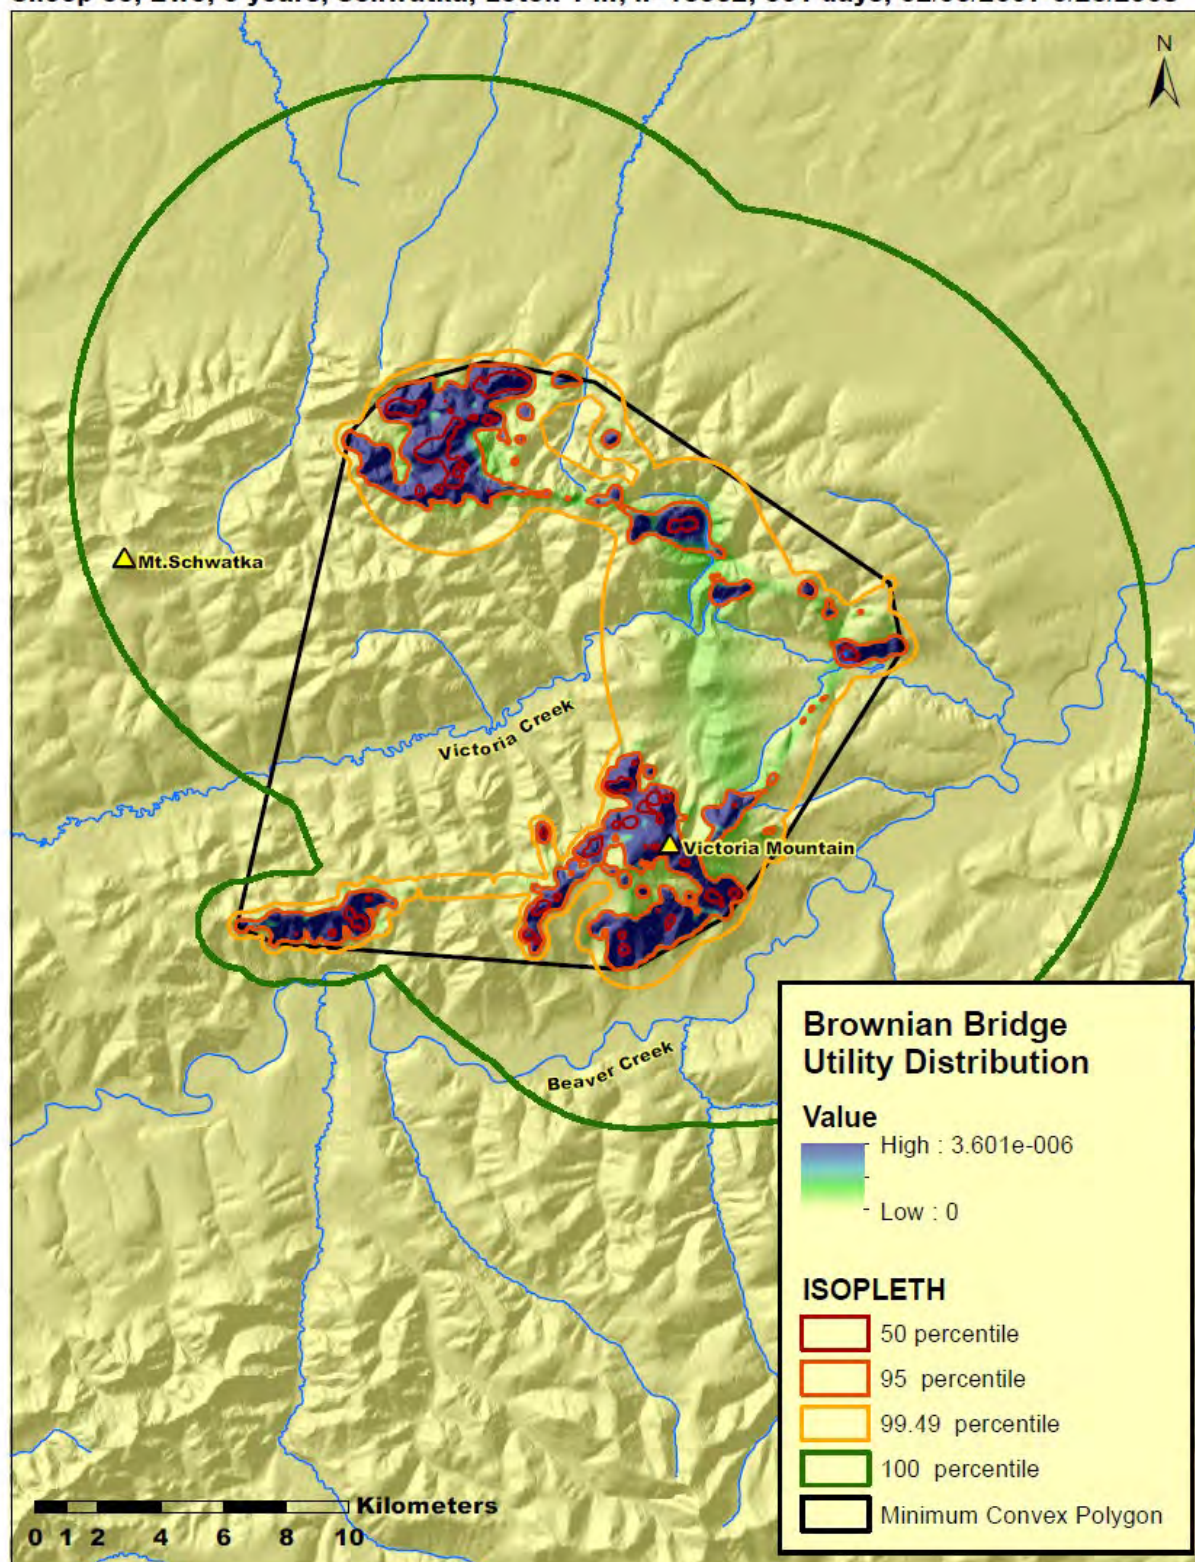 N
Mt.Schwatka
Victoria Creek
Victoria Mountain
Beaver Creek
Brownian Bridge
Utility Distribution
Value
High : 3.601e-006
Low : 0
ISOPLETH
50 percentile
95 percentile
99.49 percentile
100 percentile
Minimum Convex Polygon
Kilometers
0 1 2 4 6 8 10